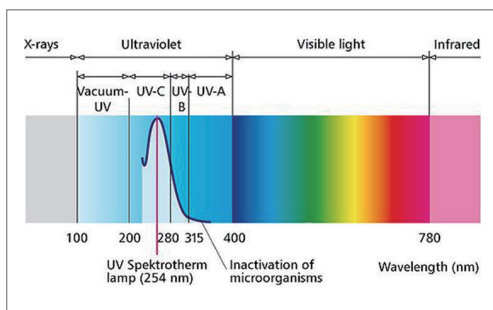 X-rays Ultraviolet Visible light Infrared
Vacuum-
UV
UV-C
UV-
B
UV-A
100 200 280 315 400 780
UV Spektrotherm
lamp (254 nm)
Inactivation of
microorganisms
Wavelength (nm)